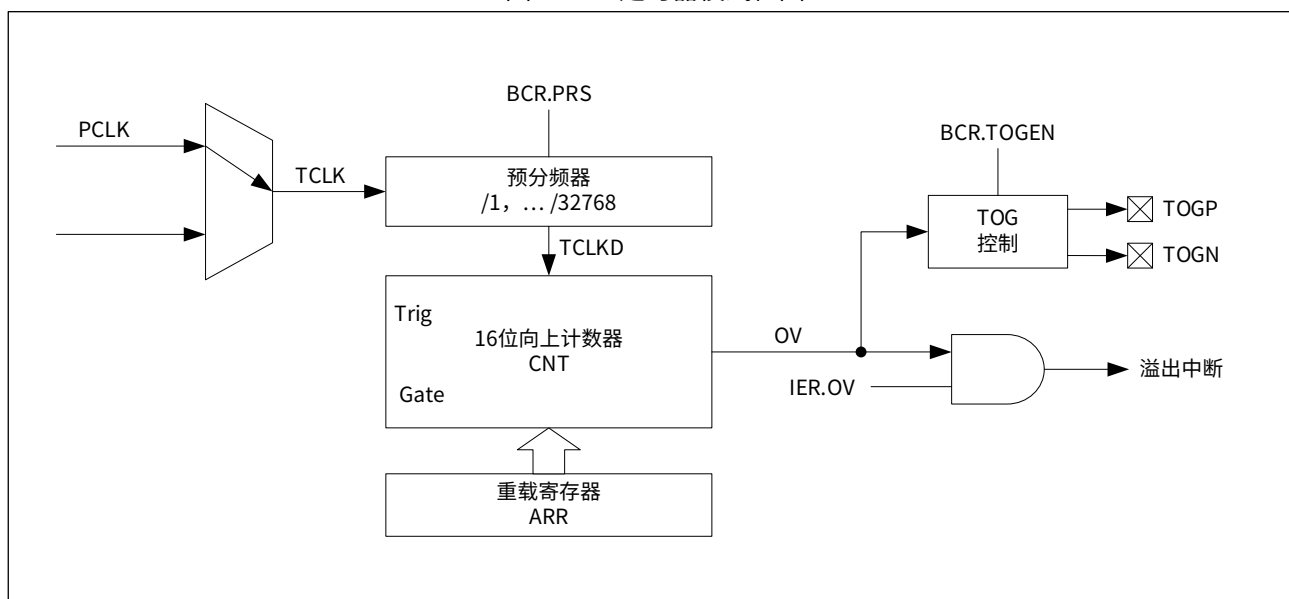 BCR.PRS
PCLK
BCR.TOGEN
TCLK
预分频器
/1，… /32768
TOG
控制
TOGP
TOGN
TCLKD
Trig
16位向上计数器
CNT
OV
Gate
IER.OV
溢出中断
重载寄存器
ARR